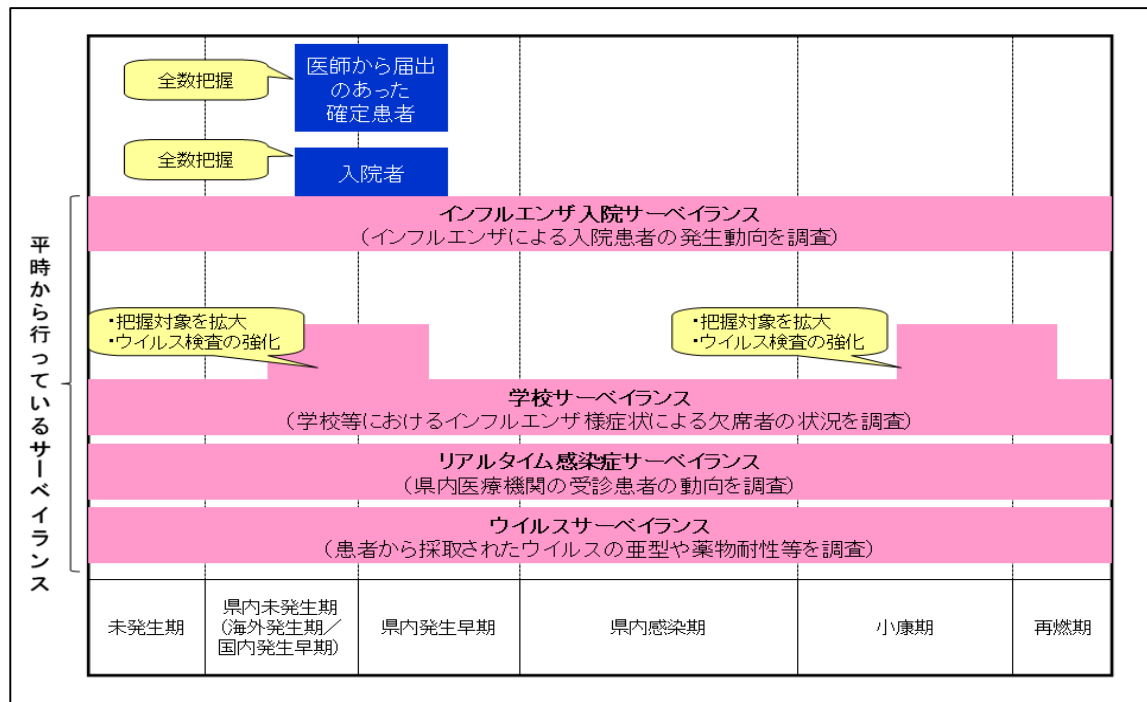 全数把握
医師から届出
のあった
確定患者
全数把握
入院者
インフルエンザ入院サーベイランス
(インフルエンザによる入院患者の発生動向を調査)
平時から行っているサーベイランス
・把握対象を拡大
・ウイルス検査の強化
・把握対象を拡大
・ウイルス検査の強化
学校サーベイランス
(学校等におけるインフルエンザ様症状による欠席者の状況を調査)
リアルタイム感染症サーベイランス
(県内医療機関の受診患者の動向を調査)
ウイルスサーベイランス
(患者から採取されたウイルスの亜型や薬物耐性等を調査)
未発生期
県内未発生期
(海外発生期／
国内発生早期)
県内発生早期
県内感染期
小康期
再燃期